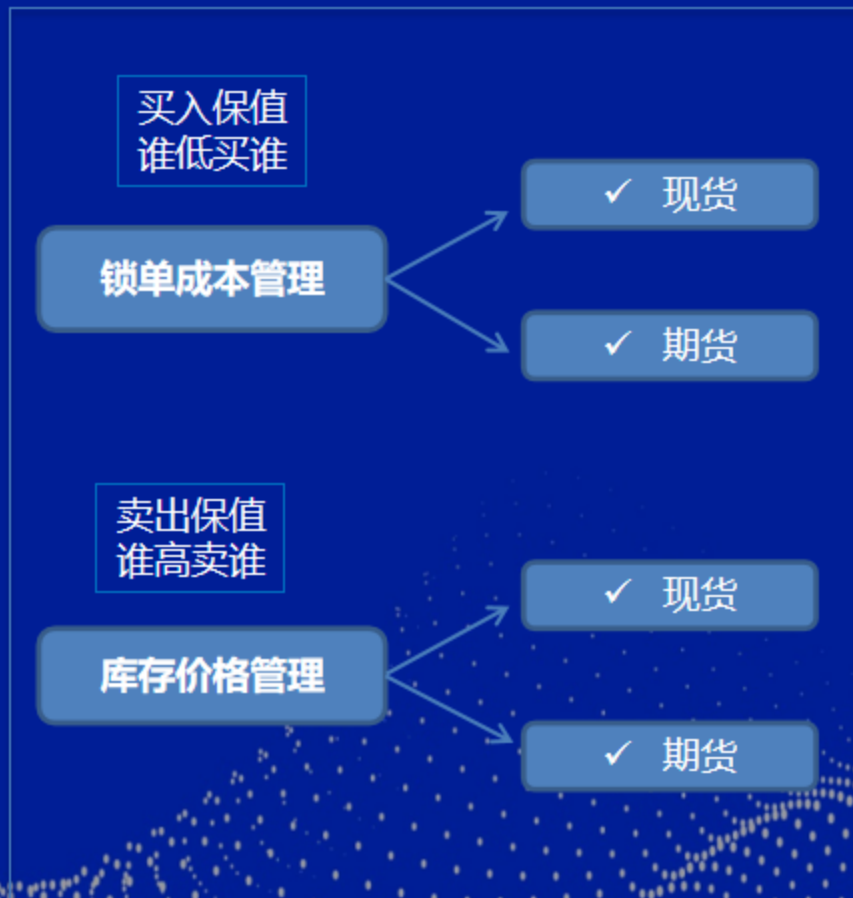 买入保值
谁低买谁
✓ 现货
锁单成本管理
✓ 期货
卖出保值
谁高卖谁
✓ 现货
库存价格管理
✓ 期货